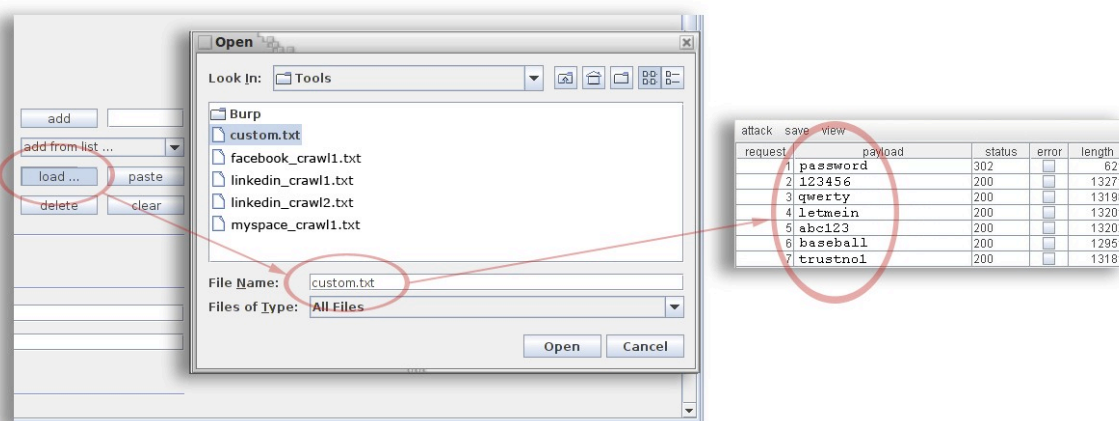 add
add from list ...
load ... paste
delete clear
Open
Look In: Tools
Burp
custom.txt
facebook_crawl1.txt
linkedin_crawl1.txt
linkedin_crawl2.txt
myspace_crawl1.txt
File Name: custom.txt
Files of Type: All Files
Open Cancel
attack save view
request payload status error length
1 password 302 62
2 123456 200 1327
3 qwerty 200 1319
4 letmein 200 1320
5 abc123 200 1320
6 baseball 200 1295
7 trustno1 200 1318